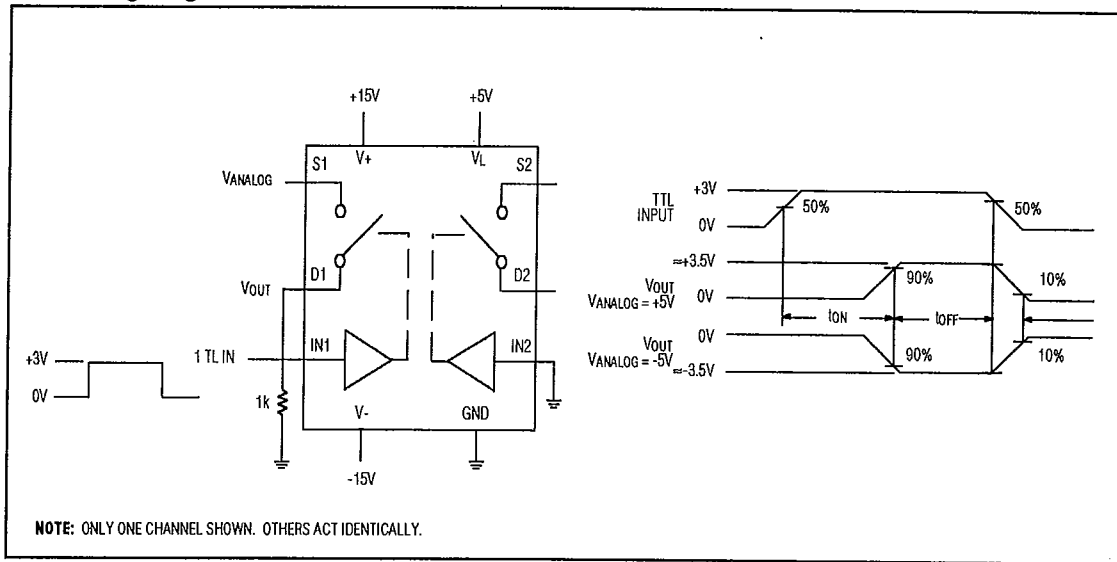 +15V
+5V
S1
V+
VL
S2
VANALOG
D1
D2
VOUT
IN1
IN2
1 TL IN
+3V
0V
1k
V-
GND
-15V
TTL
INPUT
+3V
0V
50%
50%
≈+3.5V
VOUT
VANALOG = +5V
0V
90%
10%
tON
tOFF
0V
VOUT
VANALOG = -5V
≈-3.5V
90%
10%
NOTE: ONLY ONE CHANNEL SHOWN. OTHERS ACT IDENTICALLY.